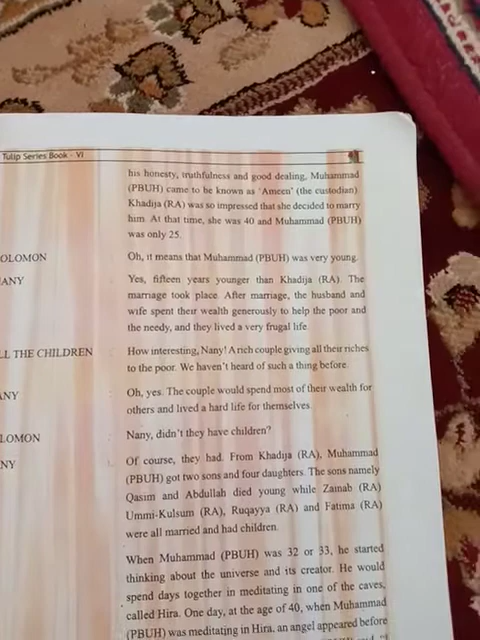 Tulip Series Book - VI
his honesty, truthfulness and good dealing, Muhammad
(PBUH) came to be known as 'Ameen' (the custodian)
Khadija (RA) was so impressed that she decided to marry
him. At that time, she was 40 and Muhammad (PBUH)
was only 25.
OLOMON Oh, it means that Muhammad (PBUH) was very young.
ANY Yes, fifteen years younger than Khadija (RA). The
marriage took place. After marriage, the husband and
wife spent their wealth generously to help the poor and
the needy, and they lived a very frugal life.
LL THE CHILDREN How interesting, Nany! A rich couple giving all their riches
to the poor. We haven't heard of such a thing before.
ANY Oh, yes. The couple would spend most of their wealth for
others and lived a hard life for themselves.
LOMON Nany, didn't they have children?
NY Of course, they had. From Khadija (RA), Muhammad
(PBUH) got two sons and four daughters. The sons namely
Qasim and Abdullah died young while Zainab (RA)
Ummi-Kulsum (RA), Ruqayya (RA) and Fatima (RA)
were all married and had children.
When Muhammad (PBUH) was 32 or 33, he started
thinking about the universe and its creator. He would
spend days together in meditating in one of the caves,
called Hira. One day, at the age of 40, when Muhammad
(PBUH) was meditating in Hira, an angel appeared before